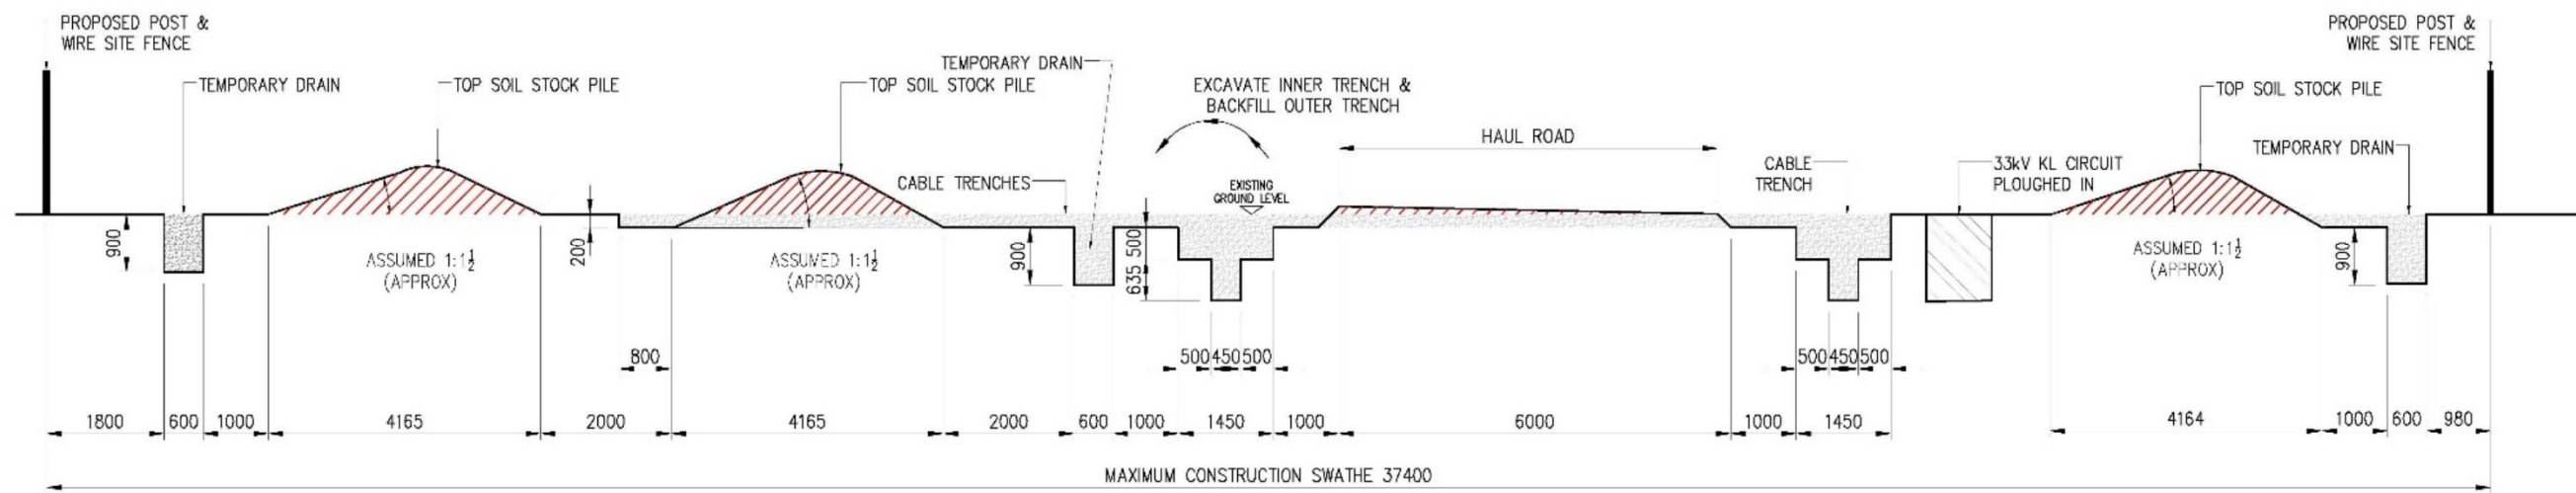 PROPOSED POST &
WIRE SITE FENCE
PROPOSED POST &
WIRE SITE FENCE
TEMPORARY DRAIN
TOP SOIL STOCK PILE
TEMPORARY DRAIN
TOP SOIL STOCK PILE
EXCAVATE INNER TRENCH &
BACKFILL OUTER TRENCH
HAUL ROAD
TOP SOIL STOCK PILE
TEMPORARY DRAIN
CABLE TRENCHES
EXISTING
GROUND LEVEL
CABLE
TRENCH
33kV KL CIRCUIT
PLOUGHED IN
900
ASSUMED 1:1½
(APPROX)
200
ASSUMED 1:1½
(APPROX)
900
500
635
ASSUMED 1:1½
(APPROX)
900
800
500 450 500
500 450 500
1800 600 1000 4165 2000 4165 2000 600 1000 1450 1000 6000 1000 1450 4164 1000 600 980
MAXIMUM CONSTRUCTION SWATHE 37400